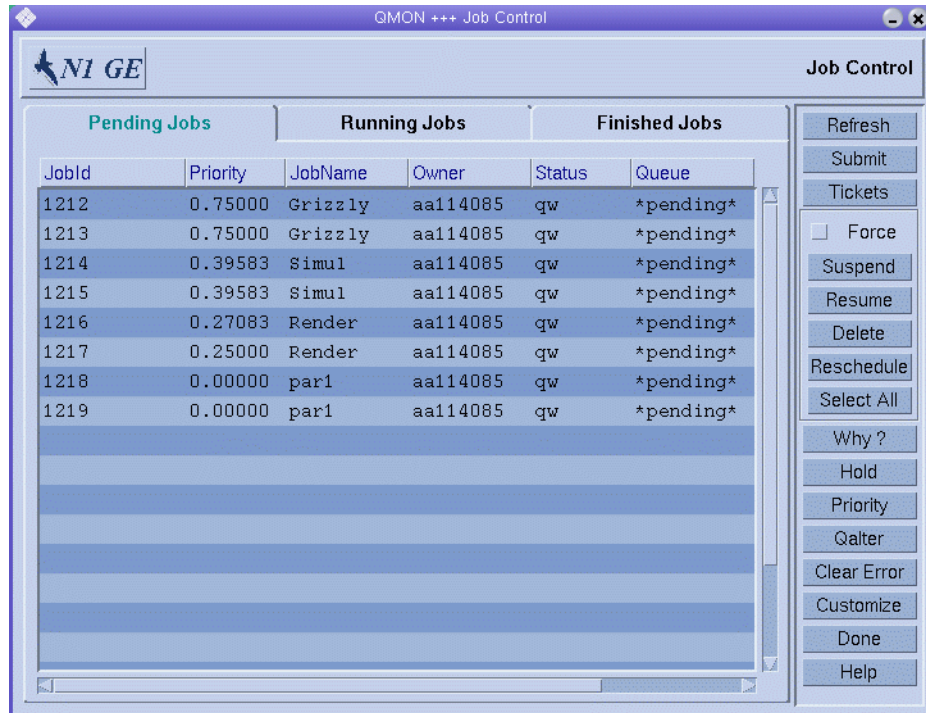 QMON +++ Job Control
N1 GE
Job Control
Pending Jobs Running Jobs Finished Jobs
JobId Priority JobName Owner Status Queue
1212 0.75000 Grizzly aa114085 qw *pending*
1213 0.75000 Grizzly aa114085 qw *pending*
1214 0.39583 Simul aa114085 qw *pending*
1215 0.39583 Simul aa114085 qw *pending*
1216 0.27083 Render aa114085 qw *pending*
1217 0.25000 Render aa114085 qw *pending*
1218 0.00000 par1 aa114085 qw *pending*
1219 0.00000 par1 aa114085 qw *pending*
Refresh
Submit
Tickets
Force
Suspend
Resume
Delete
Reschedule
Select All
Why ?
Hold
Priority
Qalter
Clear Error
Customize
Done
Help